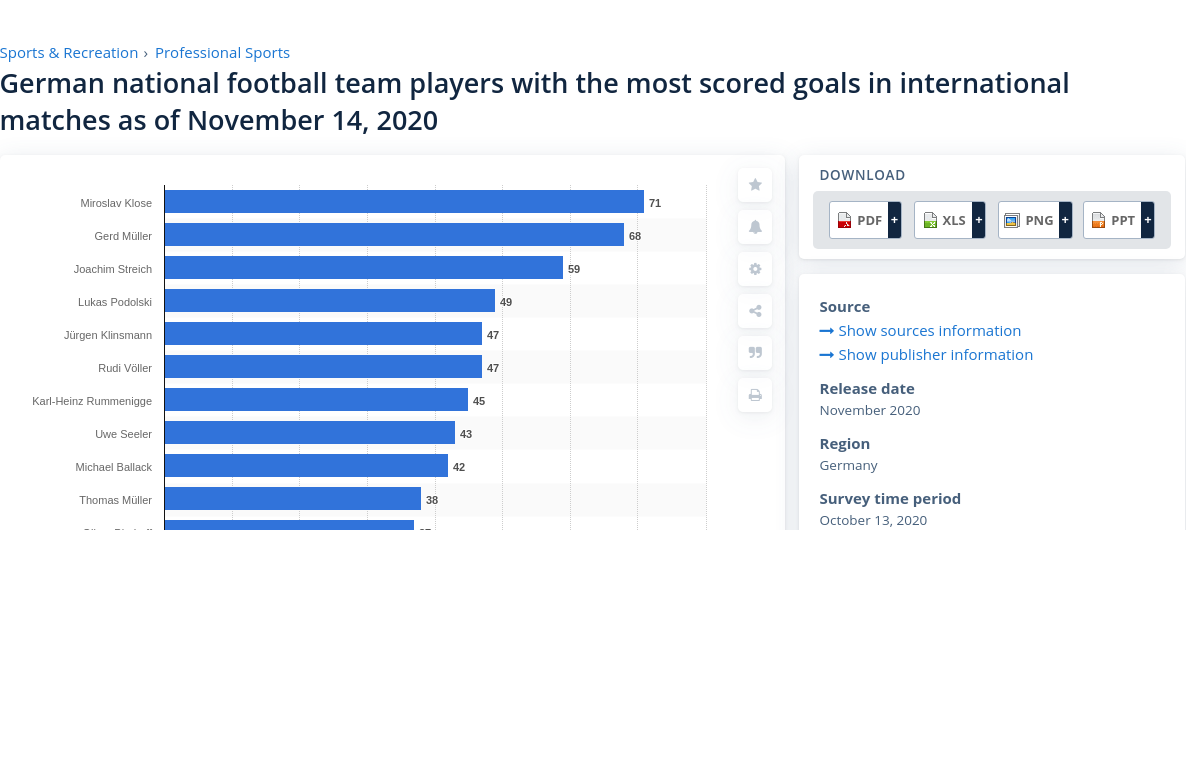 Sports & Recreation › Professional Sports
German national football team players with the most scored goals in international
matches as of November 14, 2020
Miroslav Klose 71
Gerd Müller 68
Joachim Streich 59
Lukas Podolski 49
Jürgen Klinsmann 47
Rudi Völler 47
Karl-Heinz Rummenigge 45
Uwe Seeler 43
Michael Ballack 42
Thomas Müller 38
DOWNLOAD
PDF + XLS + PNG + PPT +
Source
Show sources information
Show publisher information
Release date
November 2020
Region
Germany
Survey time period
October 13, 2020